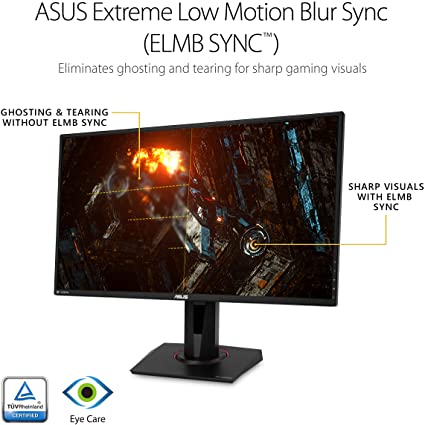 ASUS Extreme Low Motion Blur Sync
(ELMB SYNC™)
Eliminates ghosting and tearing for sharp gaming visuals
GHOSTING & TEARING
WITHOUT ELMB SYNC
SHARP VISUALS
WITH ELMB
SYNC
ASUS
TÜVRheinland
CERTIFIED
Eye Care